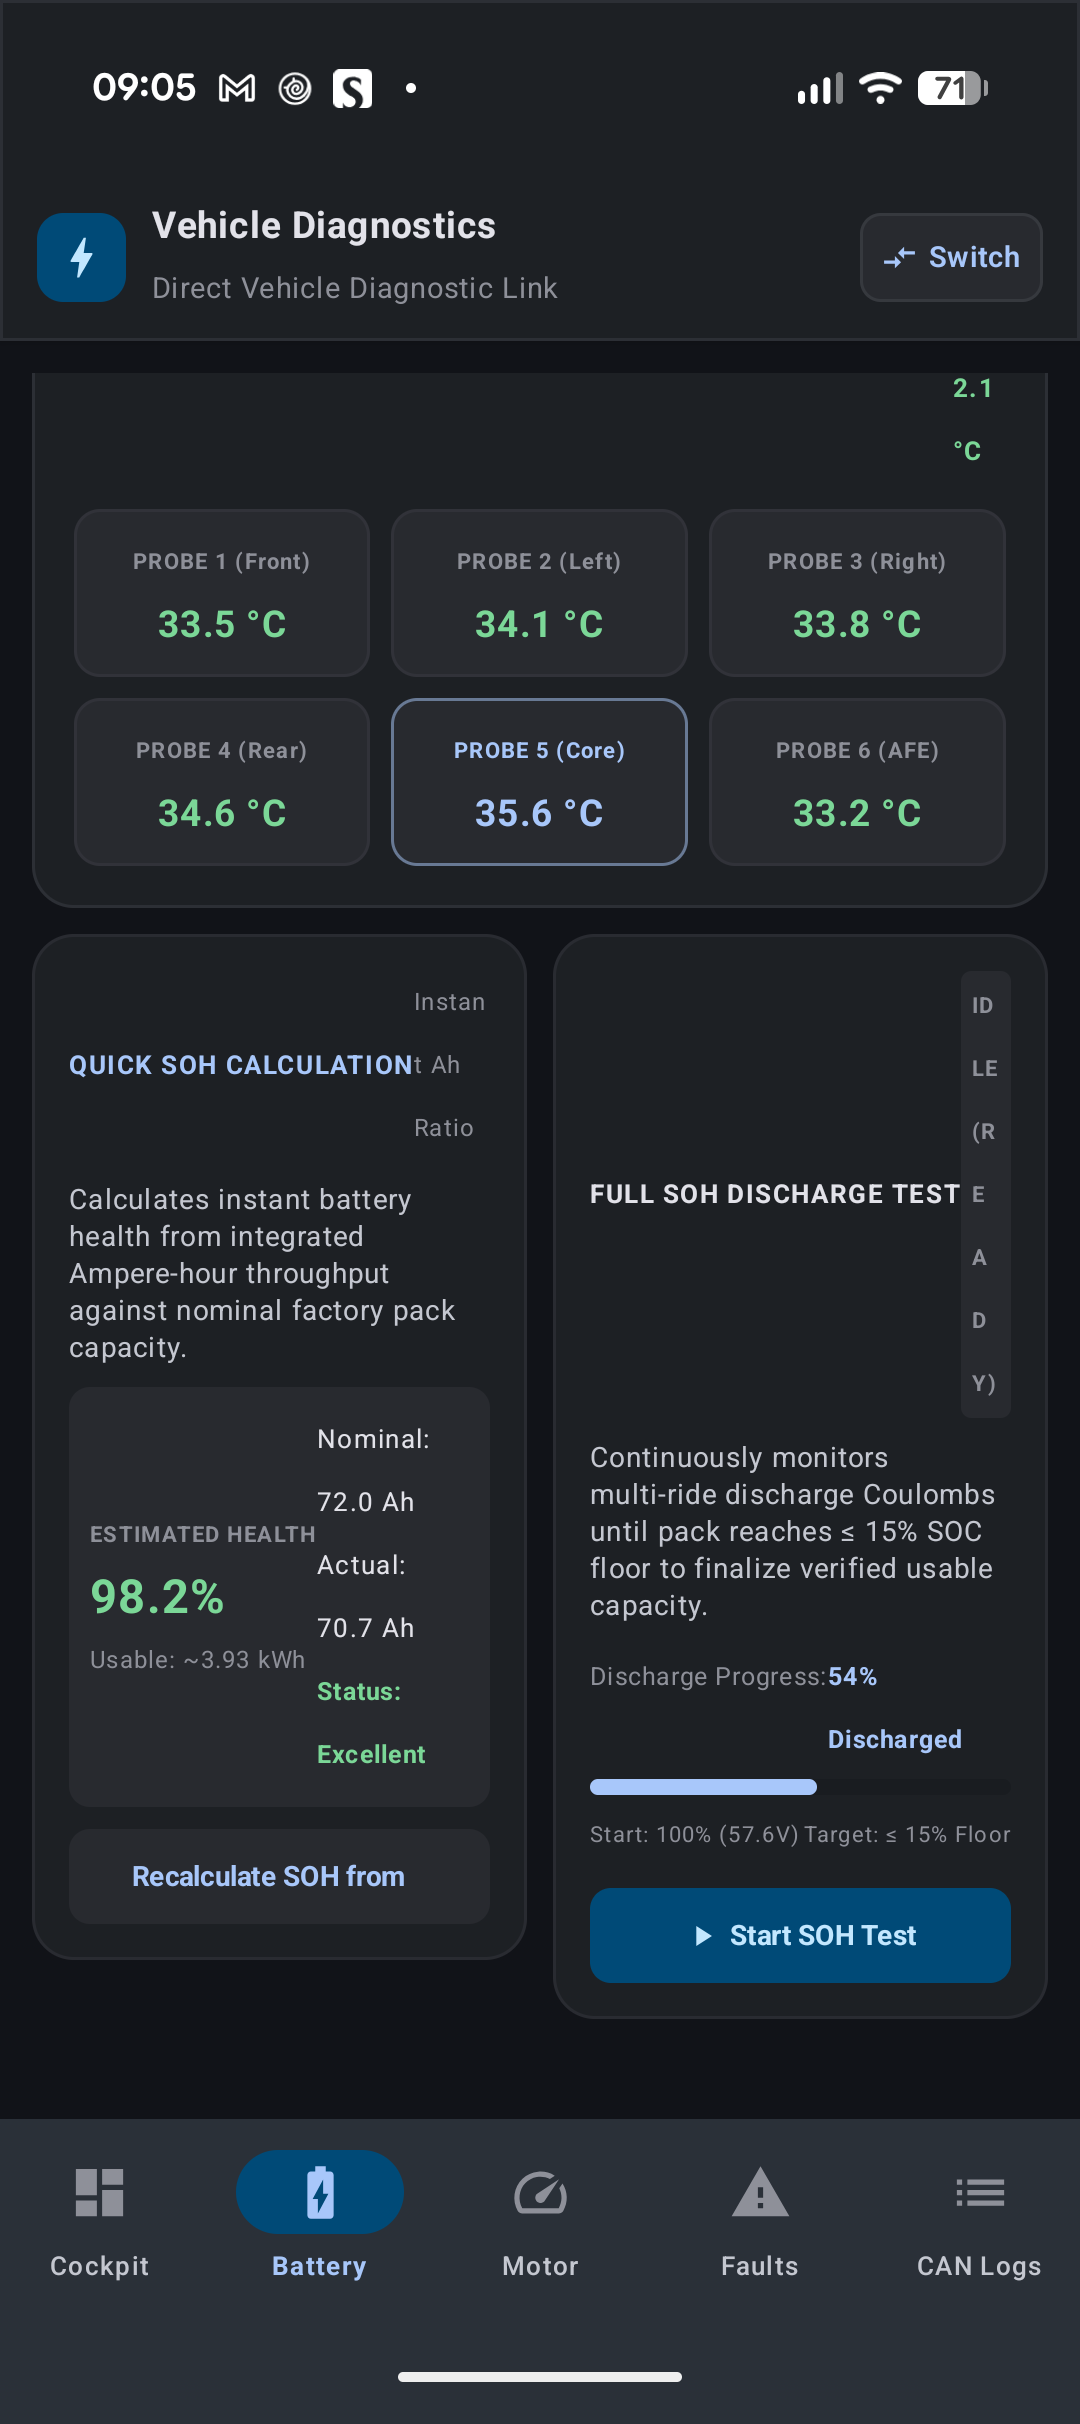 09:05
71
Vehicle Diagnostics
Direct Vehicle Diagnostic Link
Switch
2.1
°C
PROBE 1 (Front)
33.5 °C
PROBE 2 (Left)
34.1 °C
PROBE 3 (Right)
33.8 °C
PROBE 4 (Rear)
34.6 °C
PROBE 5 (Core)
35.6 °C
PROBE 6 (AFE)
33.2 °C
QUICK SOH CALCULATION
Instan
t Ah
Ratio
Calculates instant battery
health from integrated
Ampere-hour throughput
against nominal factory pack
capacity.
ESTIMATED HEALTH
98.2%
Usable: ~3.93 kWh
Nominal:
72.0 Ah
Actual:
70.7 Ah
Status:
Excellent
Recalculate SOH from
FULL SOH DISCHARGE TEST
ID
LE
(R
E
A
D
Y)
Continuously monitors
multi-ride discharge Coulombs
until pack reaches ≤ 15% SOC
floor to finalize verified usable
capacity.
Discharge Progress:
54%
Discharged
Start: 100% (57.6V)
Target: ≤ 15% Floor
Start SOH Test
Cockpit
Battery
Motor
Faults
CAN Logs